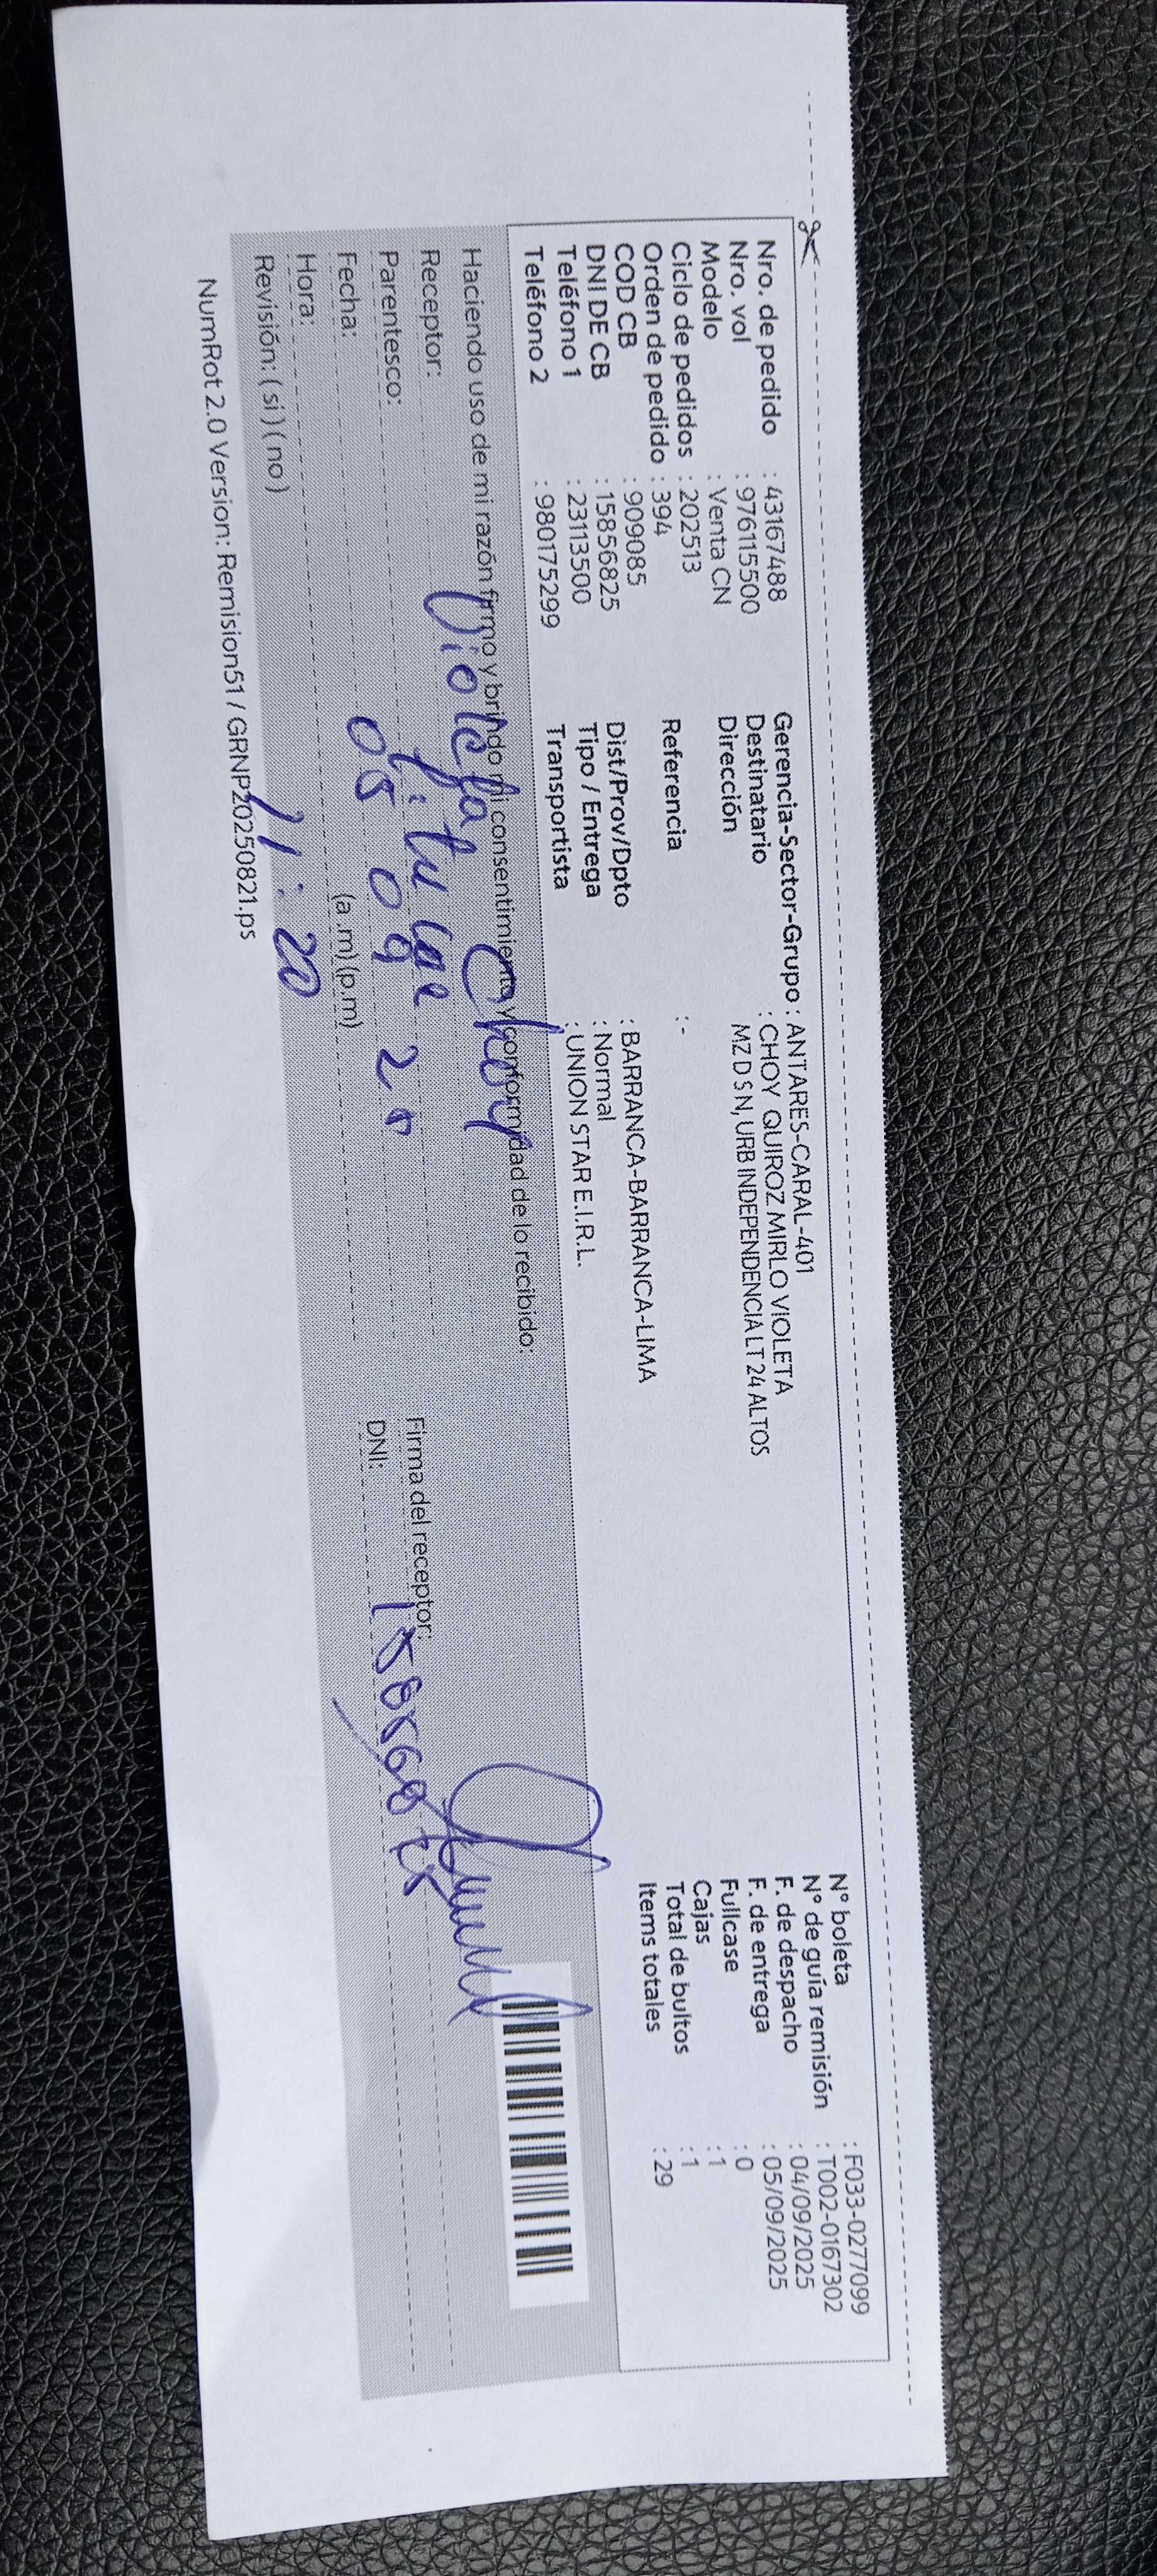 Nro. de pedido : 43167488
Nro. vol : 976115500
Modelo : Venta CN
Ciclo de pedidos : 202513
Orden de pedido : 394
COD CB : 909085
DNI DE CB : 15856825
Teléfono 1 : 23113500
Teléfono 2 : 980175299
Gerencia-Sector-Grupo : ANTARES-CARAL-401
Destinatario : CHOY QUIROZ MIRLO VIOLETA
Dirección MZ D S N, URB INDEPENDENCIA LT 24 ALTOS
Referencia : -
Dist/Prov/Dpto : BARRANCA-BARRANCA-LIMA
Tipo / Entrega : Normal
Transportista : UNION STAR E.I.R.L.
N° boleta : F033-0277099
N° de guía remisión : T002-0167302
F. de despacho : 04/09/2025
F. de entrega : 05/09/2025
Fullcase : 0
Cajas : 1
Total de bultos : 1
Items totales : 29
Haciendo uso de mi razón firmo y brindo mi consentimiento y conformidad de lo recibido:
Receptor: Violeta Choy
Parentesco: titular
Fecha: 05 09 25
Hora: 11:20 (a.m) (p.m)
Revisión: (si) (no)
Firma del receptor:
DNI:
NumRot 2.0 Version: Remision51 / GRNP20250821.ps